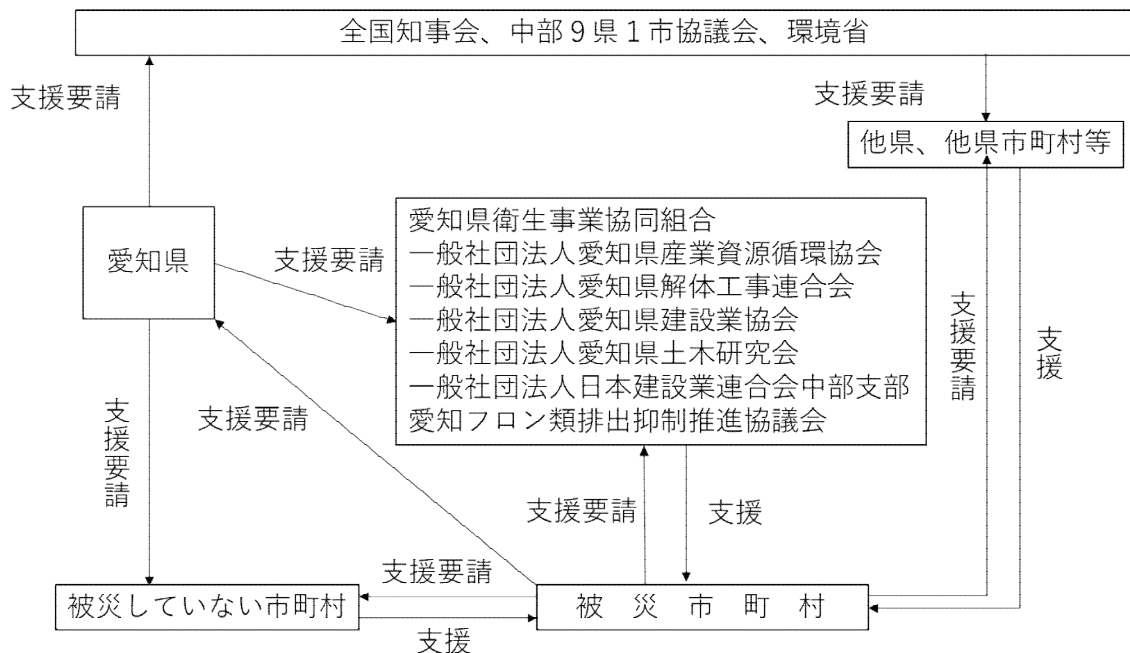 全国知事会、中部９県１市協議会、環境省
支援要請
支援要請
他県、他県市町村等
愛知県
支援要請
愛知県衛生事業協同組合
一般社団法人愛知県産業資源循環協会
一般社団法人愛知県解体工事連合会
一般社団法人愛知県建設業協会
一般社団法人愛知県土木研究会
一般社団法人日本建設業連合会中部支部
愛知フロン類排出抑制推進協議会
支援要請
支援
支援要請
支援要請
支援要請
支援
支援要請
被災していない市町村
支援
被　災　市　町　村